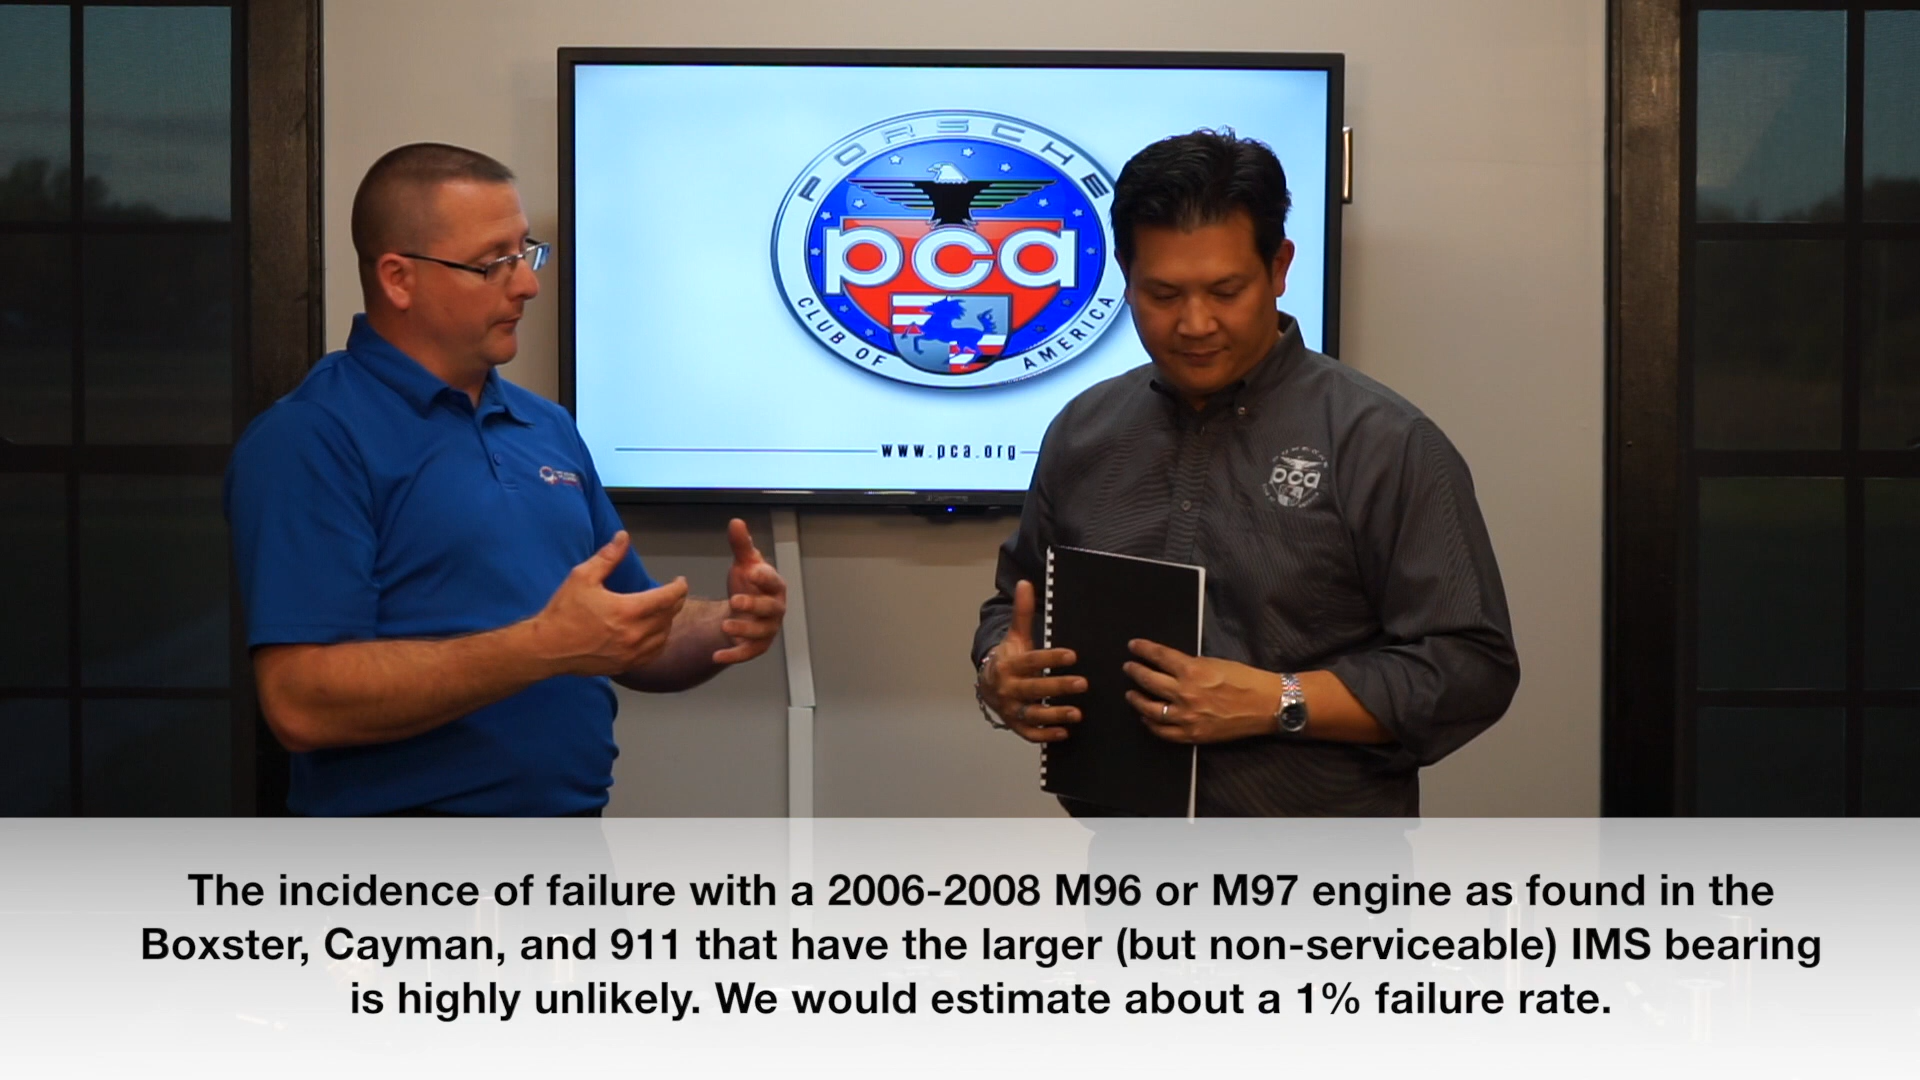 PORSCHE
pca
CLUB OF AMERICA
www.pca.org
pca
The incidence of failure with a 2006-2008 M96 or M97 engine as found in the
Boxster, Cayman, and 911 that have the larger (but non-serviceable) IMS bearing
is highly unlikely. We would estimate about a 1% failure rate.